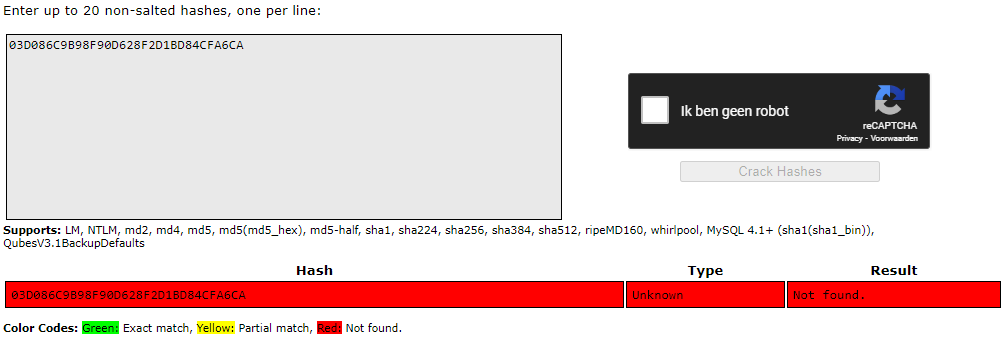 Enter up to 20 non-salted hashes, one per line:
03D086C9B98F90D628F2D1BD84CFA6CA
Ik ben geen robot
reCAPTCHA
Privacy - Voorwaarden
Crack Hashes
Supports: LM, NTLM, md2, md4, md5, md5(md5_hex), md5-half, sha1, sha224, sha256, sha384, sha512, ripeMD160, whirlpool, MySQL 4.1+ (sha1(sha1_bin)),
QubesV3.1BackupDefaults
Hash Type Result
03D086C9B98F90D628F2D1BD84CFA6CA Unknown Not found.
Color Codes: Green: Exact match, Yellow: Partial match, Red: Not found.